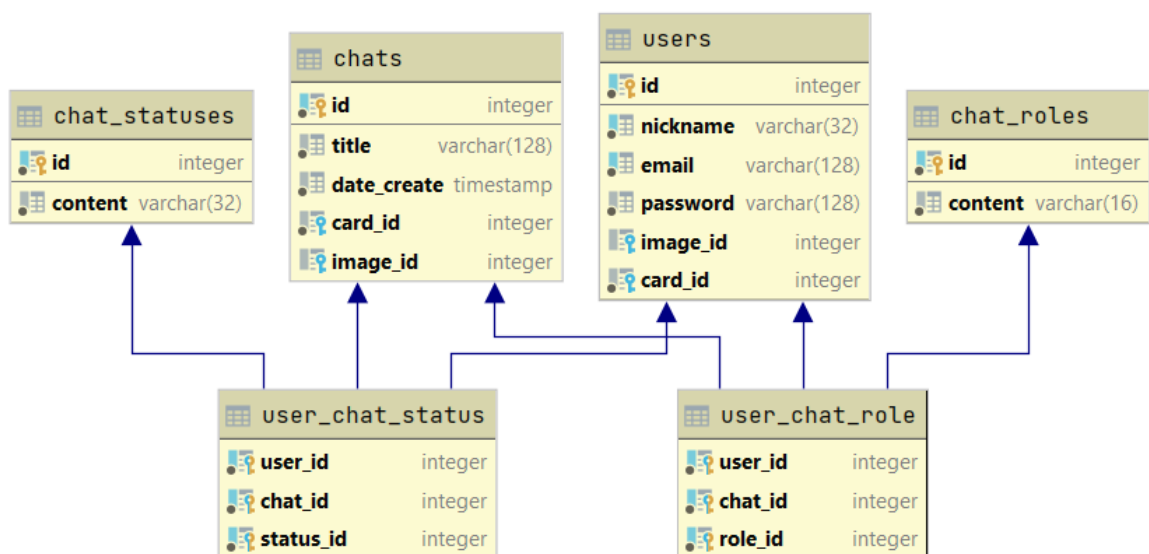 chat_statuses
id integer
content varchar(32)
chats
id integer
title varchar(128)
date_create timestamp
card_id integer
image_id integer
users
id integer
nickname varchar(32)
email varchar(128)
password varchar(128)
image_id integer
card_id integer
chat_roles
id integer
content varchar(16)
user_chat_status
user_id integer
chat_id integer
status_id integer
user_chat_role
user_id integer
chat_id integer
role_id integer